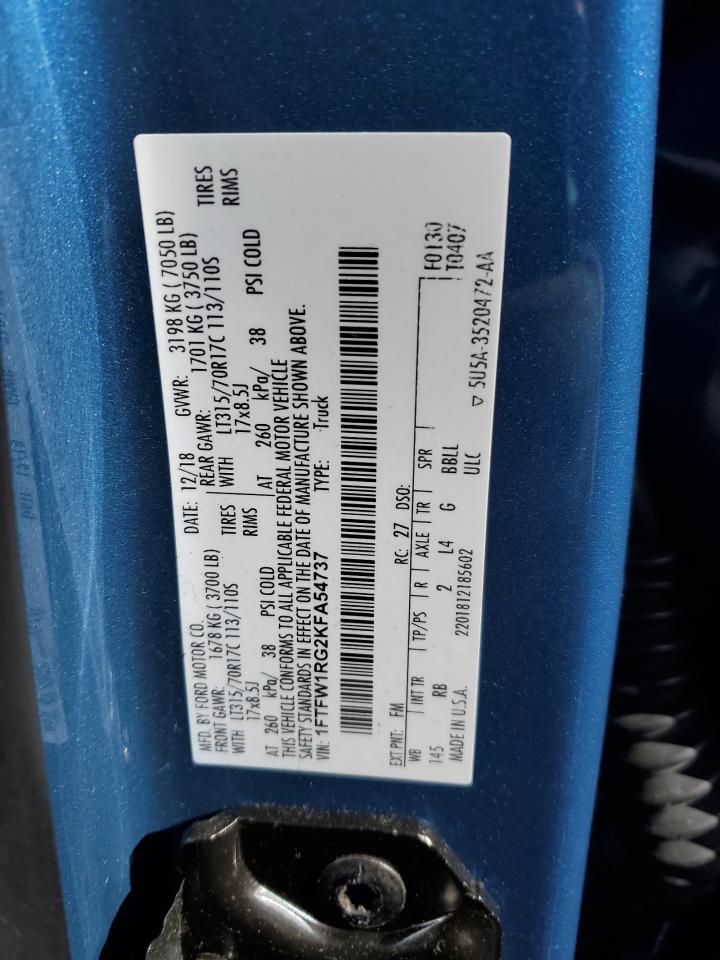 MFD. BY FORD MOTOR CO.
DATE: 12/18 GVWR: 3198 KG ( 7050 LB)
FRONT GAWR: 1678 KG ( 3700 LB) REAR GAWR: 1701 KG ( 3750 LB)
WITH LT315/70R17C 113/110S TIRES WITH LT315/70R17C 113/110S TIRES
17x8.5J RIMS 17x8.5J RIMS
AT 260 kPa/ 38 PSI COLD AT 260 kPa/ 38 PSI COLD
THIS VEHICLE CONFORMS TO ALL APPLICABLE FEDERAL MOTOR VEHICLE
SAFETY STANDARDS IN EFFECT ON THE DATE OF MANUFACTURE SHOWN ABOVE.
VIN: 1FTFW1RG2KFA54737 TYPE: Truck
EXT PNT: FM RC: 27 DSO: F0130
WB INT TR TP/PS R AXLE TR SPR T0407
145 RB 2 L4 G BBLL
MADE IN U.S.A. 2201812185602 ULC ▽ 5U5A-3520472-AA